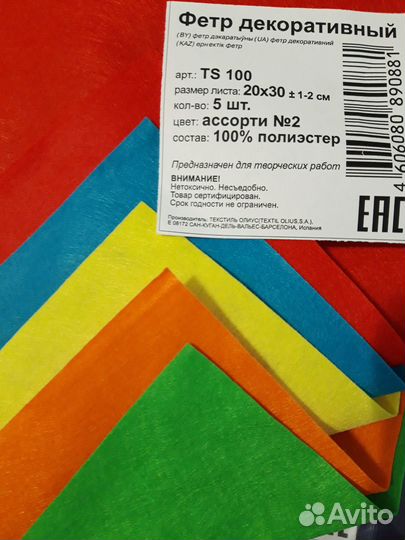 Фетр декоративный
(BY) фетр дэкаратыўны (UA) фетр декоративний
(KAZ) әрнектік фетр
арт.: TS 100
размер листа: 20х30 ± 1-2 см
кол-во: 5 шт.
цвет: ассорти №2
состав: 100% полиэстер
Предназначен для творческих работ
ВНИМАНИЕ!
Нетоксично. Несъедобно.
Товар сертифицирован.
Срок годности не ограничен.
Производитель: ТЕКСТИЛЬ ОЛИУС(TEXTIL OLIUS,S.A.).
E 08172 САН-КУГАН-ДЕЛЬ-ВАЛЬЕС-БАРСЕЛОНА, Испания
4 606080 890881
EAC
Avito